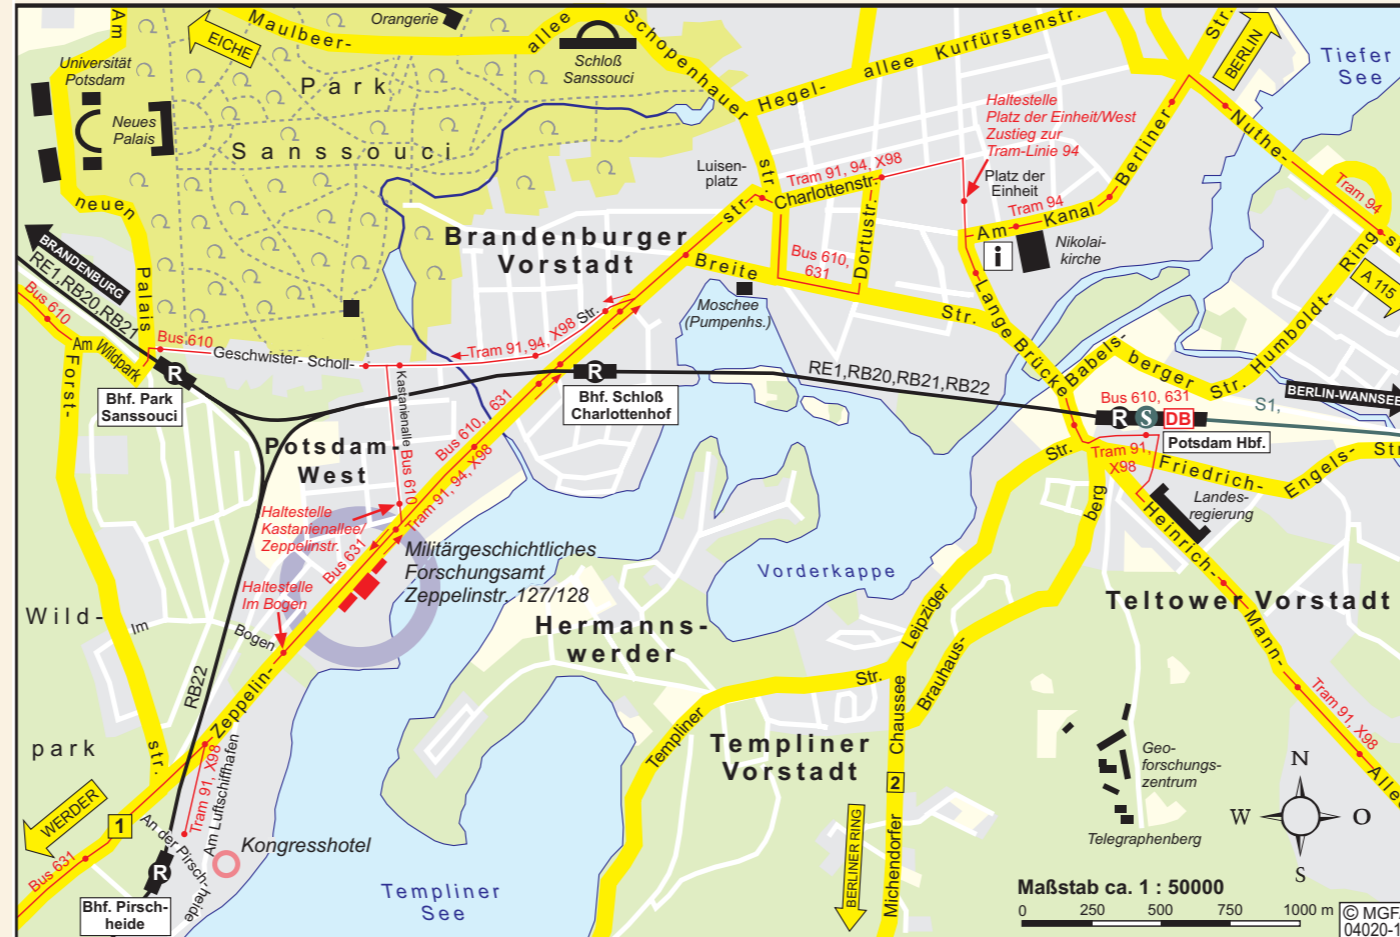 Am
EICHE
Maulbeer-
Orangerie
allee
Schloß
Sanssouci
Schopenhauer
str.
Hegel-
allee
Kurfürstenstr.
Str.
BERLIN
Tiefer
See
Universität
Potsdam
Neues
Palais
Park
Sanssouci
Haltestelle
Platz der Einheit/West
Zustieg zur
Tram-Linie 94
Nuthe-
Berliner
Luisen-
platz
Tram 91, 94, X98
Charlottenstr.
Platz der
Einheit
Tram 94
Am Kanal
Tram 94
str.
neuen
Palais
BRANDENBURG
RE1,RB20,RB21
Bus 610
Brandenburger
Vorstadt
str.
Breite
Str.
Bus 610,
631
Dortustr.
i
Nikolai-
kirche
Ring
A 115
Moschee
(Pumpenhs.)
Lange Brücke
Humboldt-
Str.
Babels-
berger
Am Wildpark
Forst-
str.
Bus 610
Geschwister- Scholl-
Str.
Tram 91, 94, X98
R
Bhf. Park
Sanssouci
R
Bhf. Schloß
Charlottenhof
RE1,RB20,RB21,RB22
Bus 610, 631
BERLIN-WANNSEE
S1,
R
S
DB
Potsdam Hbf.
Kastanienalle
Bus 610
Bus 610, 631
Tram 91, 94, X98
Potsdam-
West
Str.
Tram 91,
X98
Friedrich-
Engels-
Str
Landes-
regierung
berg
Heinrich-
Mann-
Allee
Haltestelle
Kastanienallee/
Zeppelinstr.
Bus 631
Haltestelle
Im Bogen
Militärgeschichtliches
Forschungsamt
Zeppelinstr. 127/128
Vorderkappe
Teltower Vorstadt
Wild-
park
Im
Bogen
Hermanns-
werder
Leipziger
Brauhaus-
RB22
Zeppelin-
Tram 91, X98
Am Luftschiffhafen
Templiner
Str.
Templiner
Vorstadt
Chaussee
2
Michendorfer
BERLINER RING
Tram 91, X98
Geo-
forschungs-
zentrum
Telegraphenberg
N
W
O
S
WERDER
1
Bus 631
An der Pirsch-
heide
R
Bhf. Pirsch-
heide
Kongresshotel
Templiner
See
Maßstab ca. 1 : 50000
0 250 500 750 1000 m
© MGF
04020-1